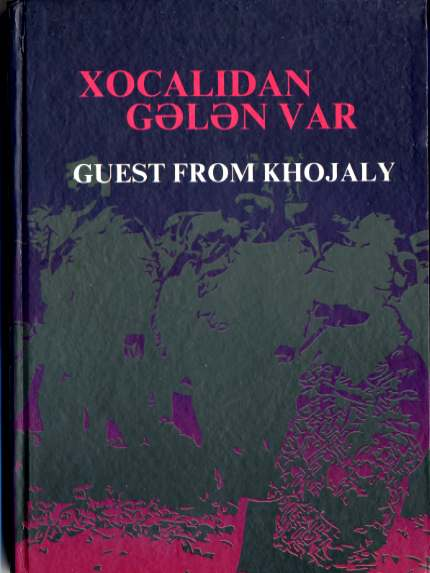 XOCALIDAN
GƏLƏN VAR
GUEST FROM KHOJALY